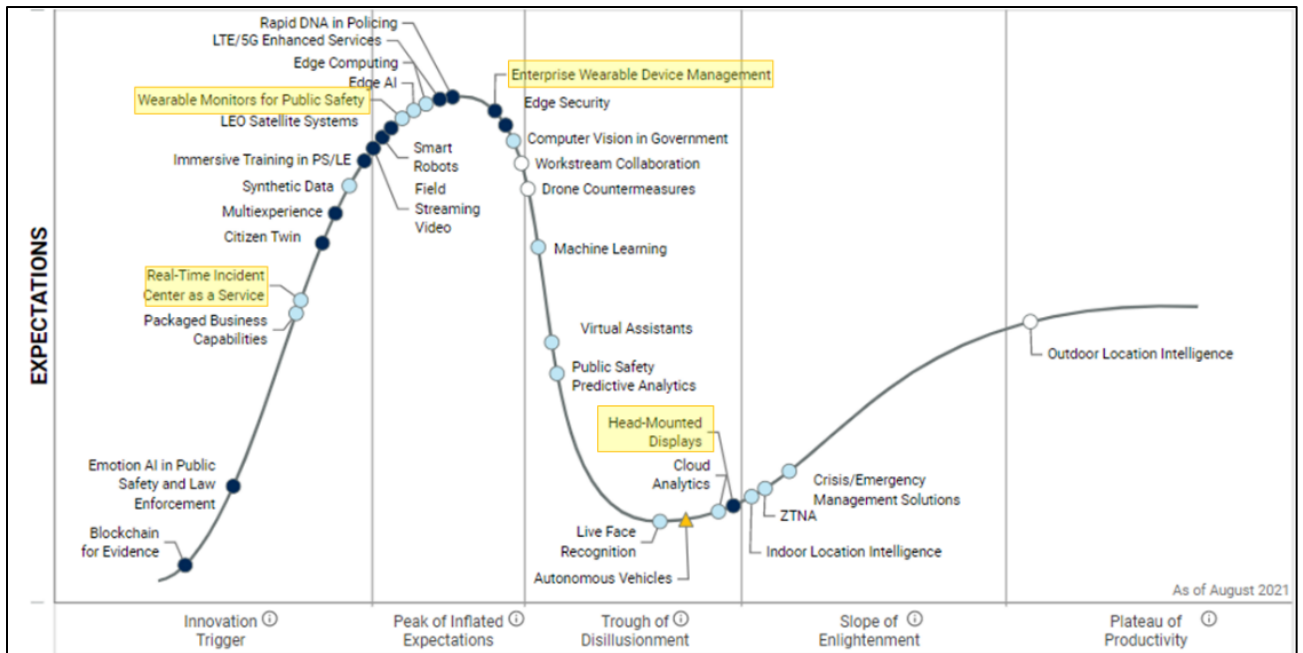 EXPECTATIONS
Rapid DNA in Policing
LTE/5G Enhanced Services
Edge Computing
Edge AI
Wearable Monitors for Public Safety
LEO Satellite Systems
Immersive Training in PS/LE
Synthetic Data
Multiexperience
Citizen Twin
Real-Time Incident
Center as a Service
Packaged Business
Capabilities
Emotion AI in Public
Safety and Law
Enforcement
Blockchain
for Evidence
Smart
Robots
Field
Streaming
Video
Enterprise Wearable Device Management
Edge Security
Computer Vision in Government
Workstream Collaboration
Drone Countermeasures
Machine Learning
Virtual Assistants
Public Safety
Predictive Analytics
Head-Mounted
Displays
Cloud
Analytics
Live Face
Recognition
Autonomous Vehicles
Crisis/Emergency
Management Solutions
ZTNA
Indoor Location Intelligence
Outdoor Location Intelligence
As of August 2021
Innovation
Trigger
Peak of Inflated
Expectations
Trough of
Disillusionment
Slope of
Enlightenment
Plateau of
Productivity